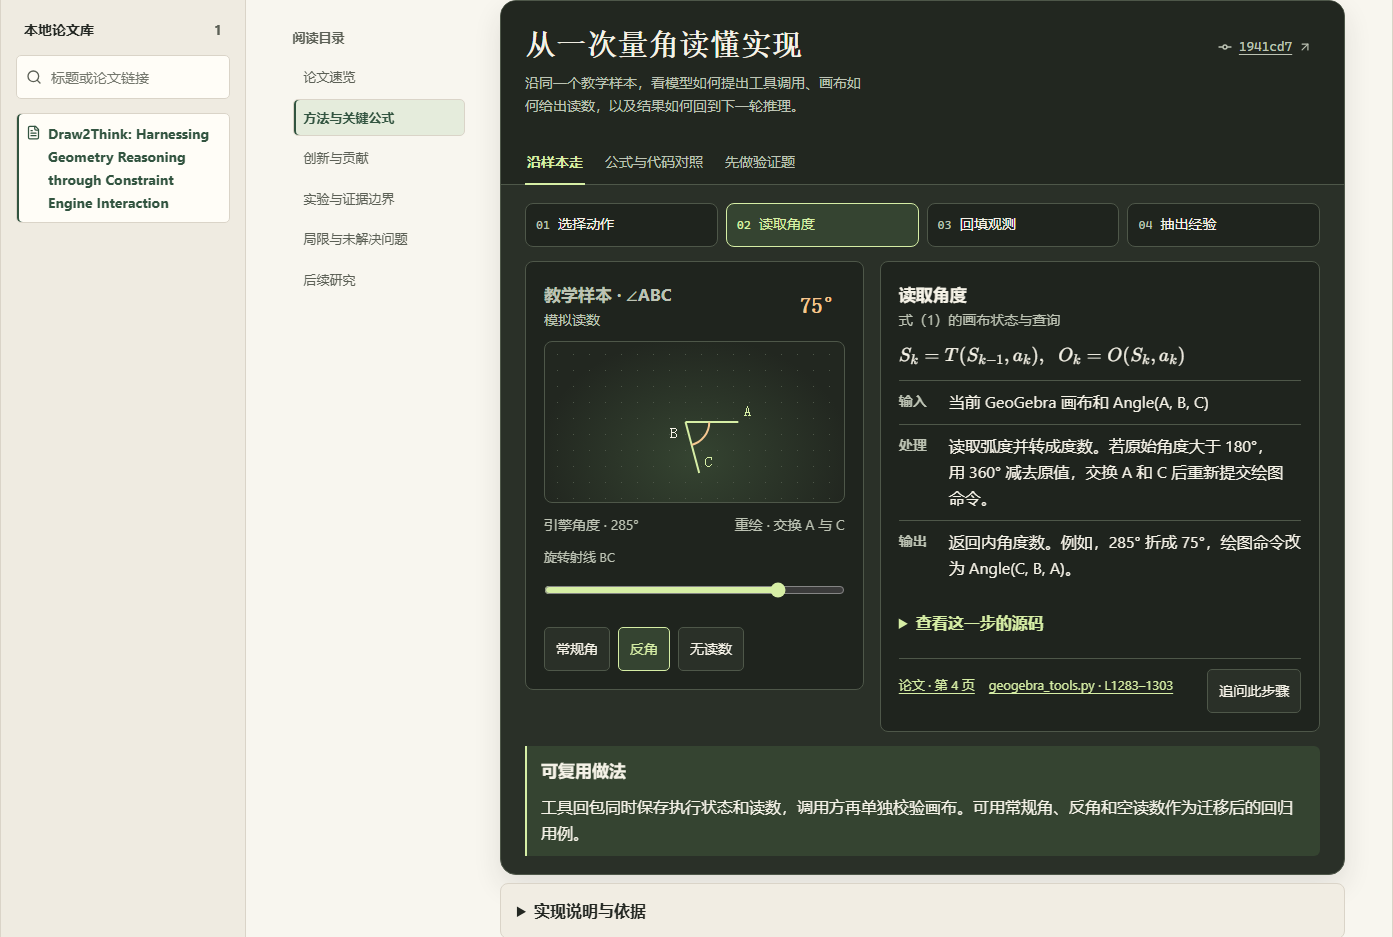 本地论文库 1
标题或论文链接
Draw2Think: Harnessing
Geometry Reasoning
through Constraint
Engine Interaction
阅读目录
论文速览
方法与关键公式
创新与贡献
实验与证据边界
局限与未解决问题
后续研究
从一次量角读懂实现
1941cd7
沿同一个教学样本，看模型如何提出工具调用、画布如
何给出读数，以及结果如何回到下一轮推理。
沿样本走 公式与代码对照 先做验证题
01 选择动作 02 读取角度 03 回填观测 04 抽出经验
教学样本 · ∠ABC
模拟读数
75°
A
B
C
引擎角度 · 285° 重绘 · 交换 A 与 C
旋转射线 BC
常规角 反角 无读数
读取角度
式（1）的画布状态与查询
Sₖ = T(Sₖ₋₁, aₖ), Oₖ = O(Sₖ, aₖ)
输入 当前 GeoGebra 画布和 Angle(A, B, C)
处理 读取弧度并转成度数。若原始角度大于 180°，
用 360° 减去原值，交换 A 和 C 后重新提交绘图
命令。
输出 返回内角度数。例如，285° 折成 75°，绘图命令改
为 Angle(C, B, A)。
查看这一步的源码
论文 · 第 4 页 geogebra_tools.py · L1283–1303 追问此步骤
可复用做法
工具回包同时保存执行状态和读数，调用方再单独校验画布。可用常规角、反角和空读数作为迁移后的回归
用例。
实现说明与依据